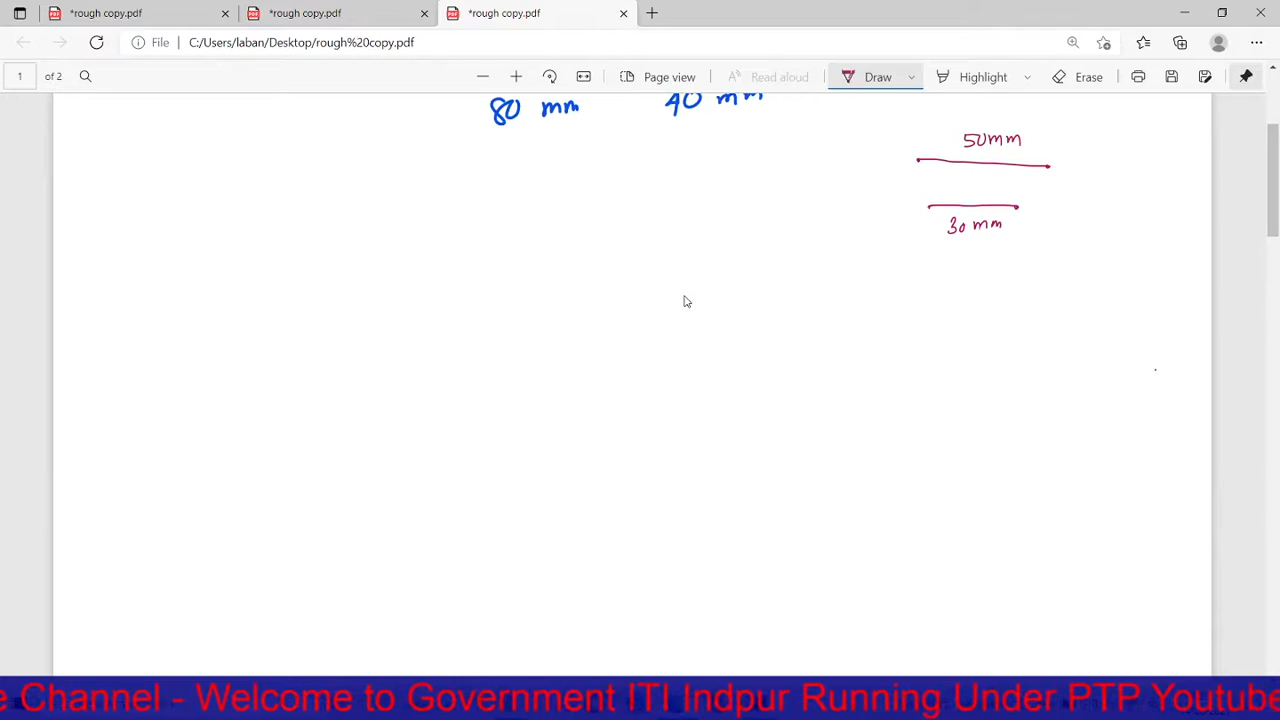 *rough copy.pdf *rough copy.pdf *rough copy.pdf
File C:/Users/laban/Desktop/rough%20copy.pdf
1 of 2 Page view Read aloud Draw Highlight Erase
80 mm 40 mm
50mm
30 mm
e Channel - Welcome to Government ITI Indpur Running Under PTP Youtube